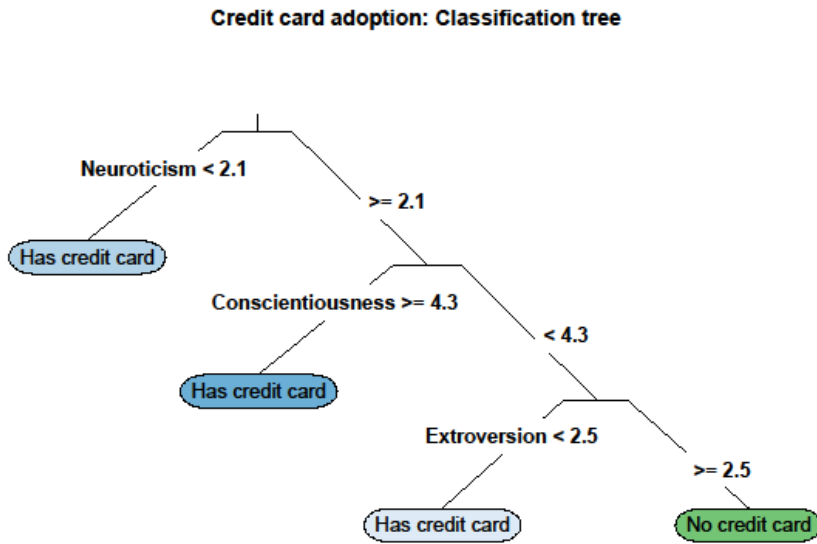 Credit card adoption: Classification tree
Neuroticism < 2.1
>= 2.1
Has credit card
Conscientiousness >= 4.3
< 4.3
Has credit card
Extroversion < 2.5
>= 2.5
Has credit card
No credit card